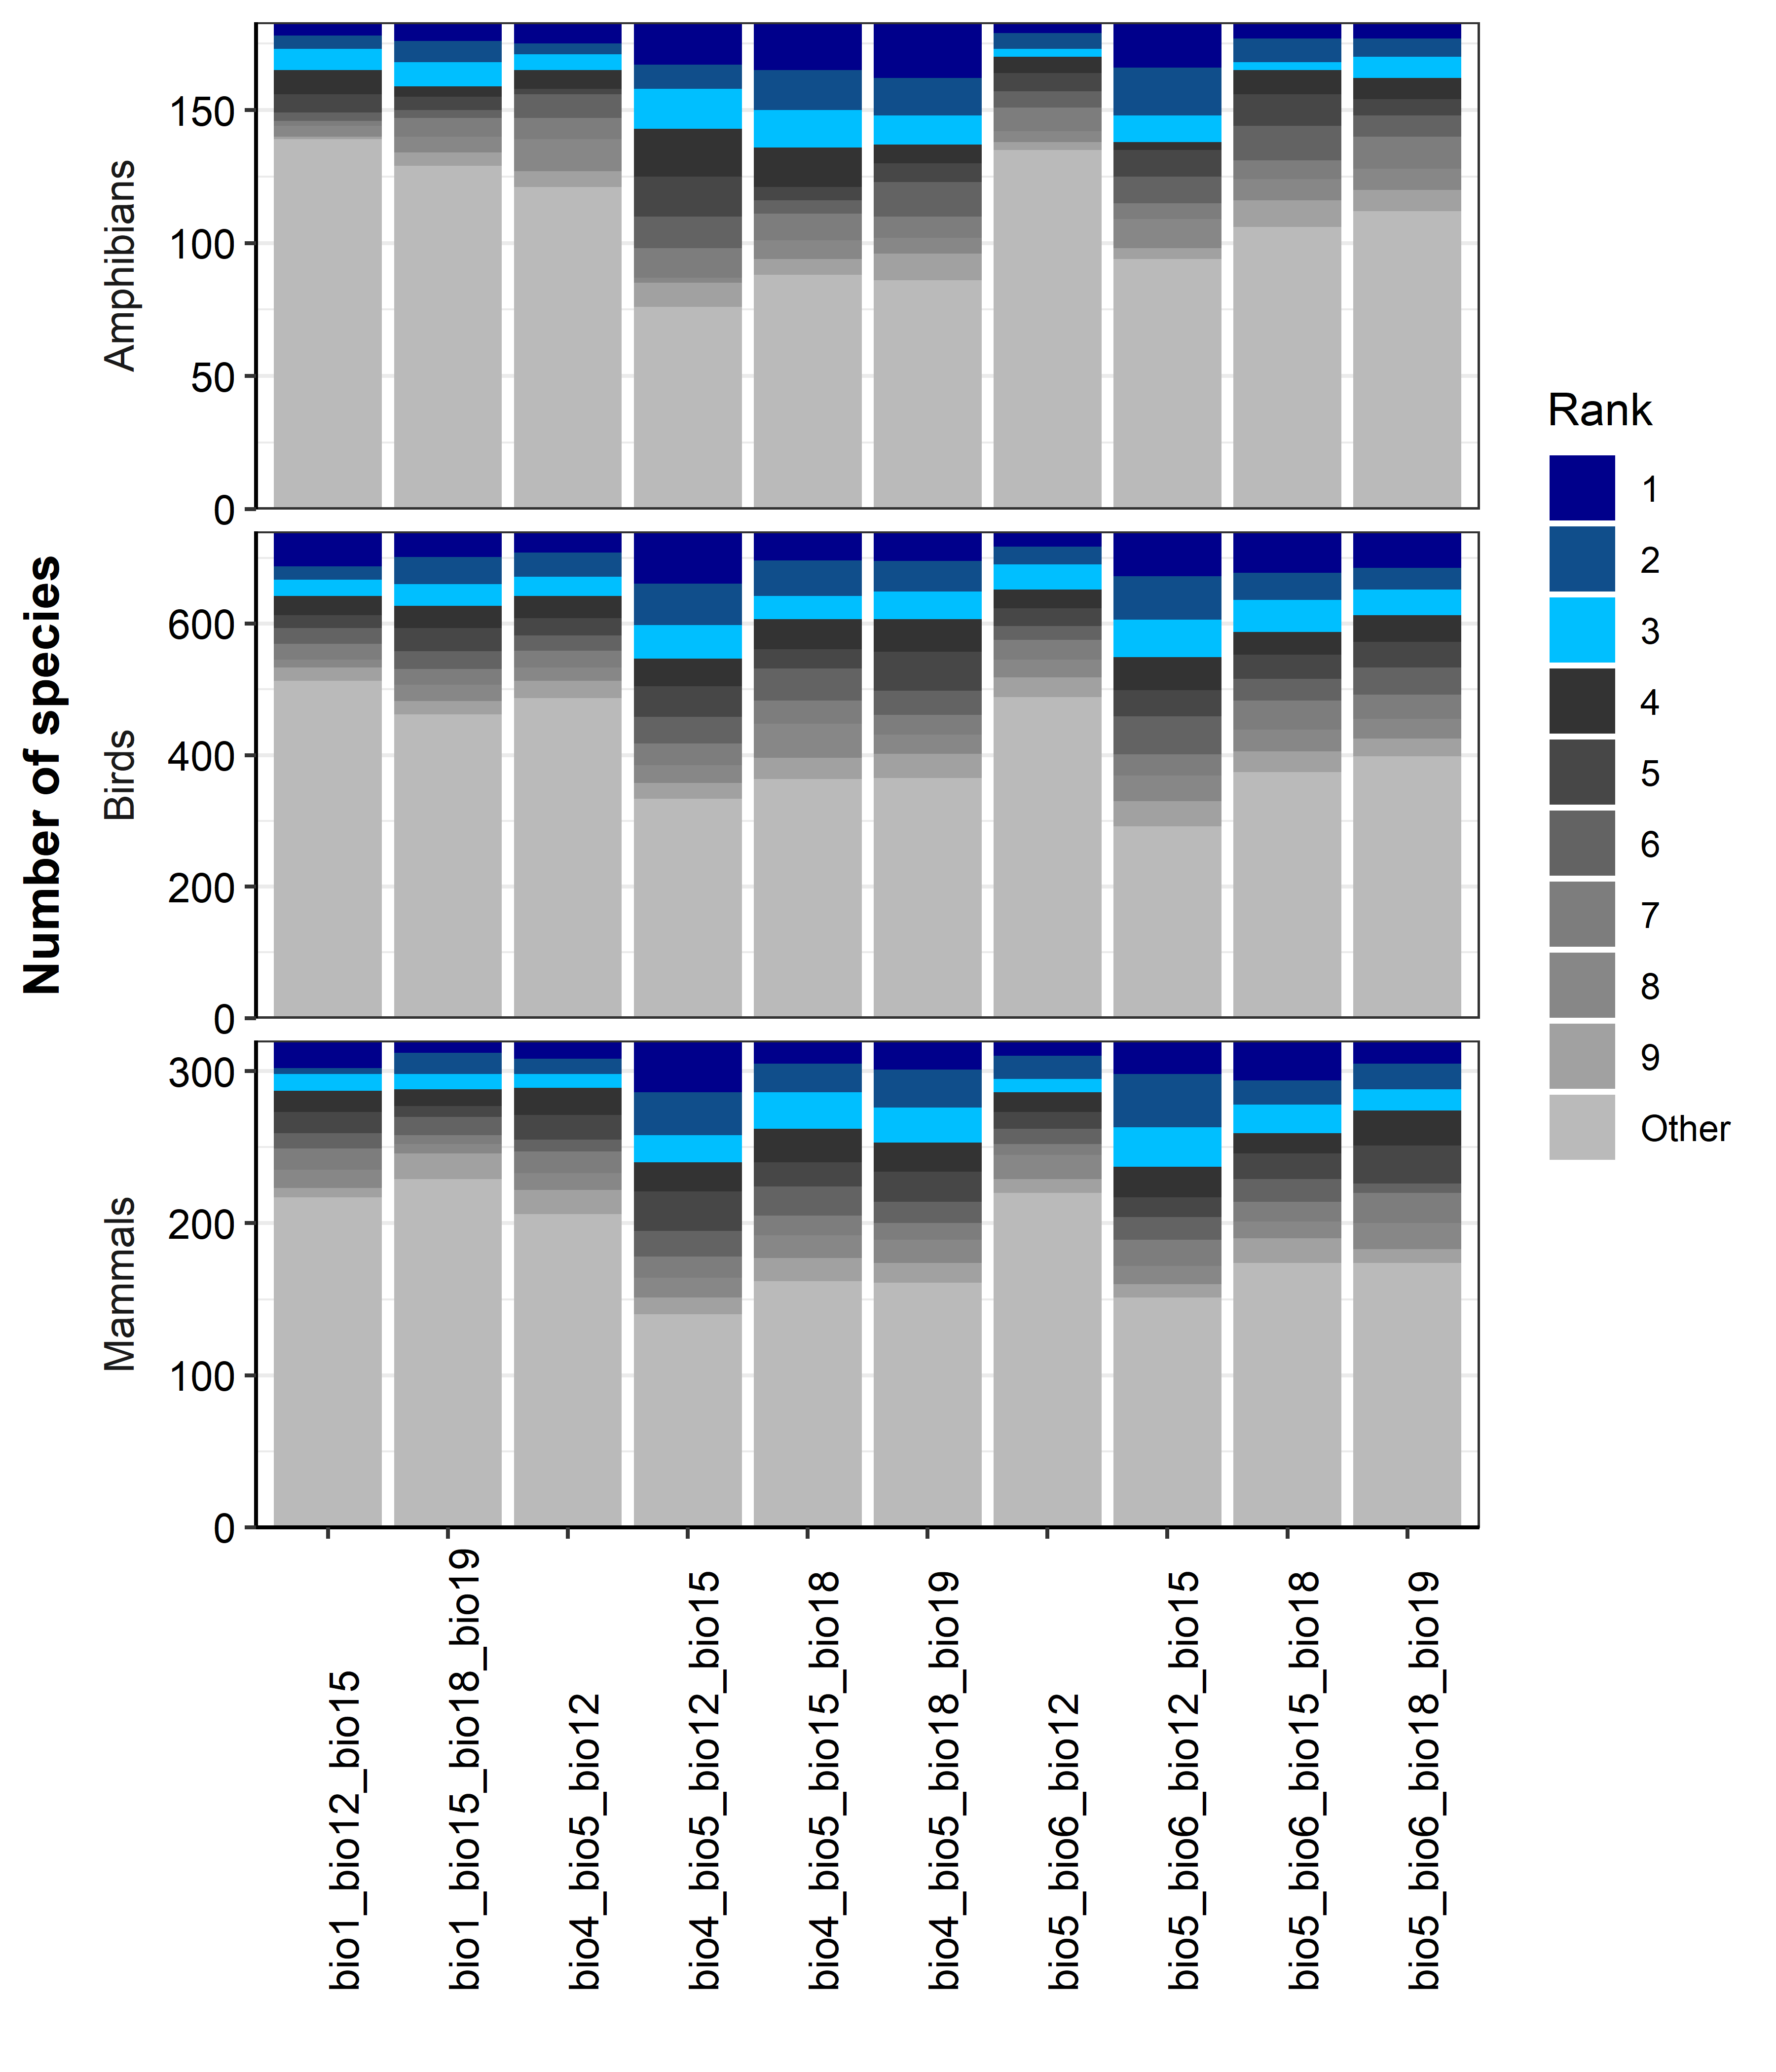 Number of species
Amphibians
150
100
50
0
Birds
600
400
200
0
Mammals
300
200
100
0
bio1_bio12_bio15
bio1_bio15_bio18_bio19
bio4_bio5_bio12
bio4_bio5_bio12_bio15
bio4_bio5_bio15_bio18
bio4_bio5_bio18_bio19
bio5_bio6_bio12
bio5_bio6_bio12_bio15
bio5_bio6_bio15_bio18
bio5_bio6_bio18_bio19
Rank
1
2
3
4
5
6
7
8
9
Other